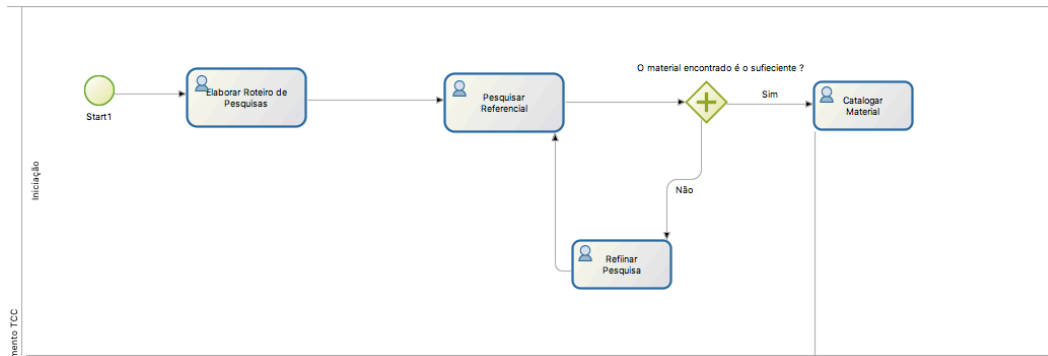 O material encontrado é o sufieciente ?
Elaborar Roteiro de
Pesquisas
Pesquisar
Referencial
Sim
Catalogar
Material
Start1
Iniciação
Não
Refiinar
Pesquisa
mento TCC